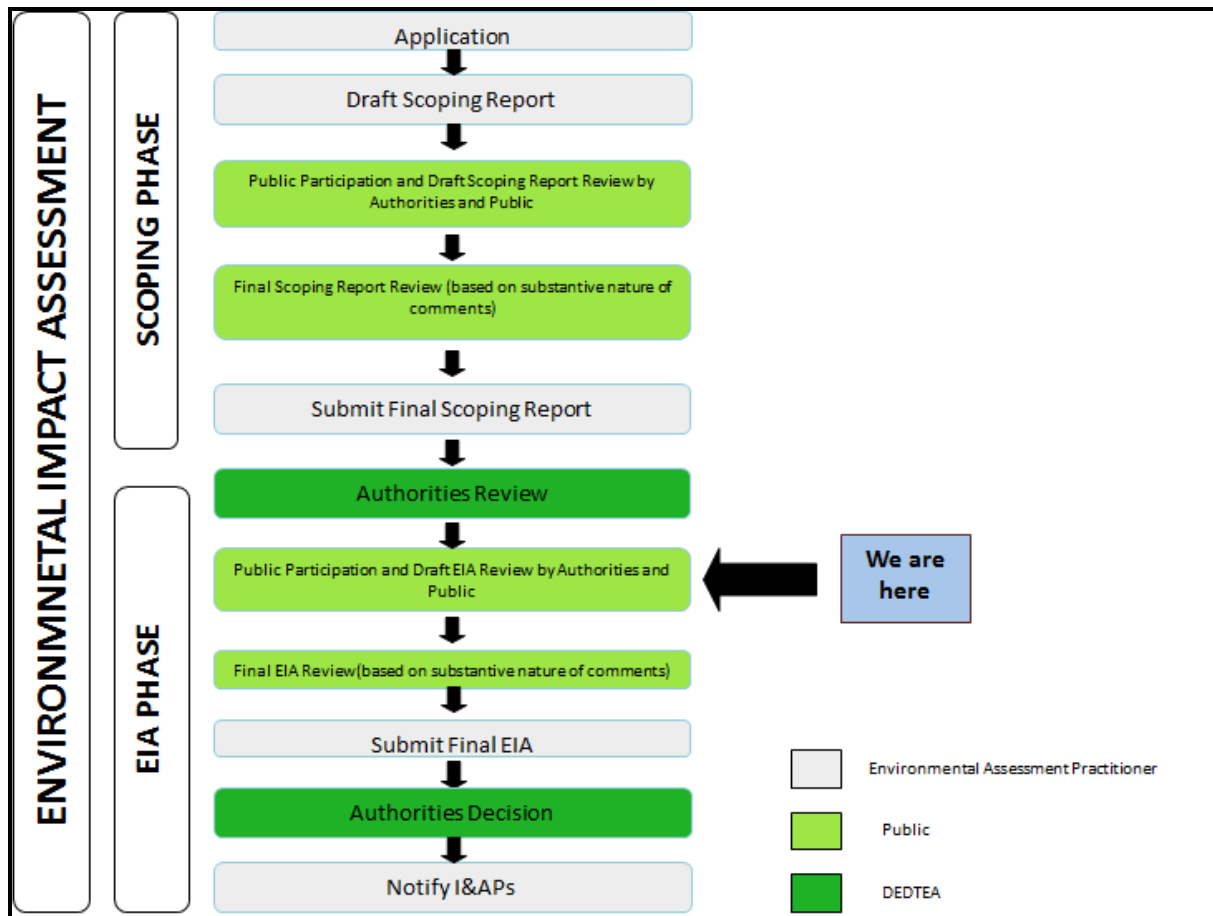 ENVIRONMNETAL IMPACT ASSESSMENT
SCOPING PHASE
Application
Draft Scoping Report
Public Participation and Draft Scoping Report Review by
Authorities and Public
Final Scoping Report Review (based on substantive nature of
comments)
Submit Final Scoping Report
EIA PHASE
Authorities Review
Public Participation and Draft EIA Review by Authorities and
Public
We are
here
Final EIA Review(based on substantive nature of comments)
Submit Final EIA
Authorities Decision
Notify I&APs
Environmental Assessment Practitioner
Public
DEDTEA